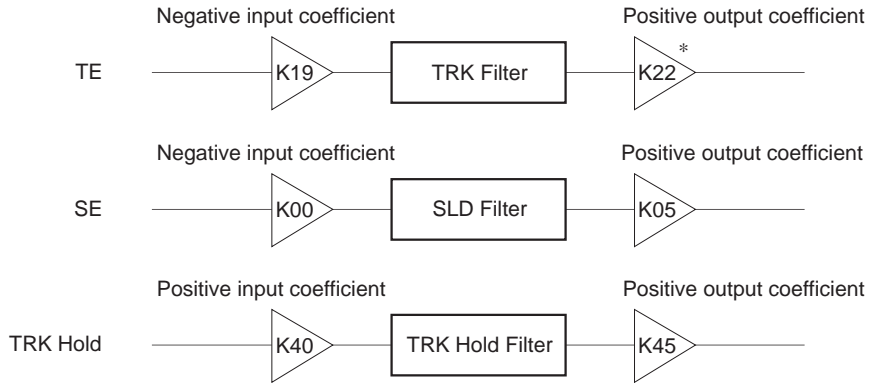 Negative input coefficient Positive output coefficient
TE K19 TRK Filter K22 *
Negative input coefficient Positive output coefficient
SE K00 SLD Filter K05
Positive input coefficient Positive output coefficient
TRK Hold K40 TRK Hold Filter K45